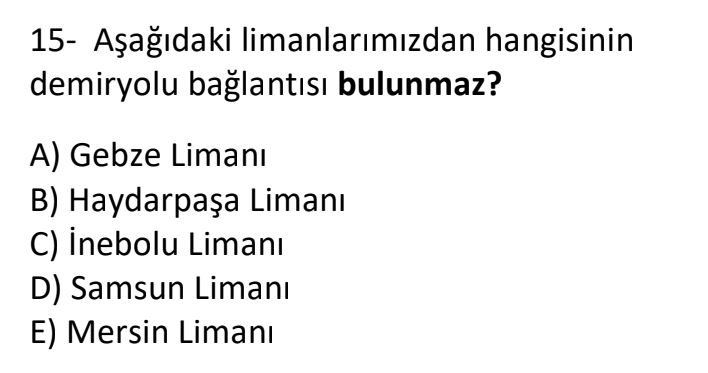 15- Aşağıdaki limanlarımızdan hangisinin
demiryolu bağlantısı bulunmaz?
A) Gebze Limanı
B) Haydarpaşa Limanı
C) İnebolu Limanı
D) Samsun Limanı
E) Mersin Limanı